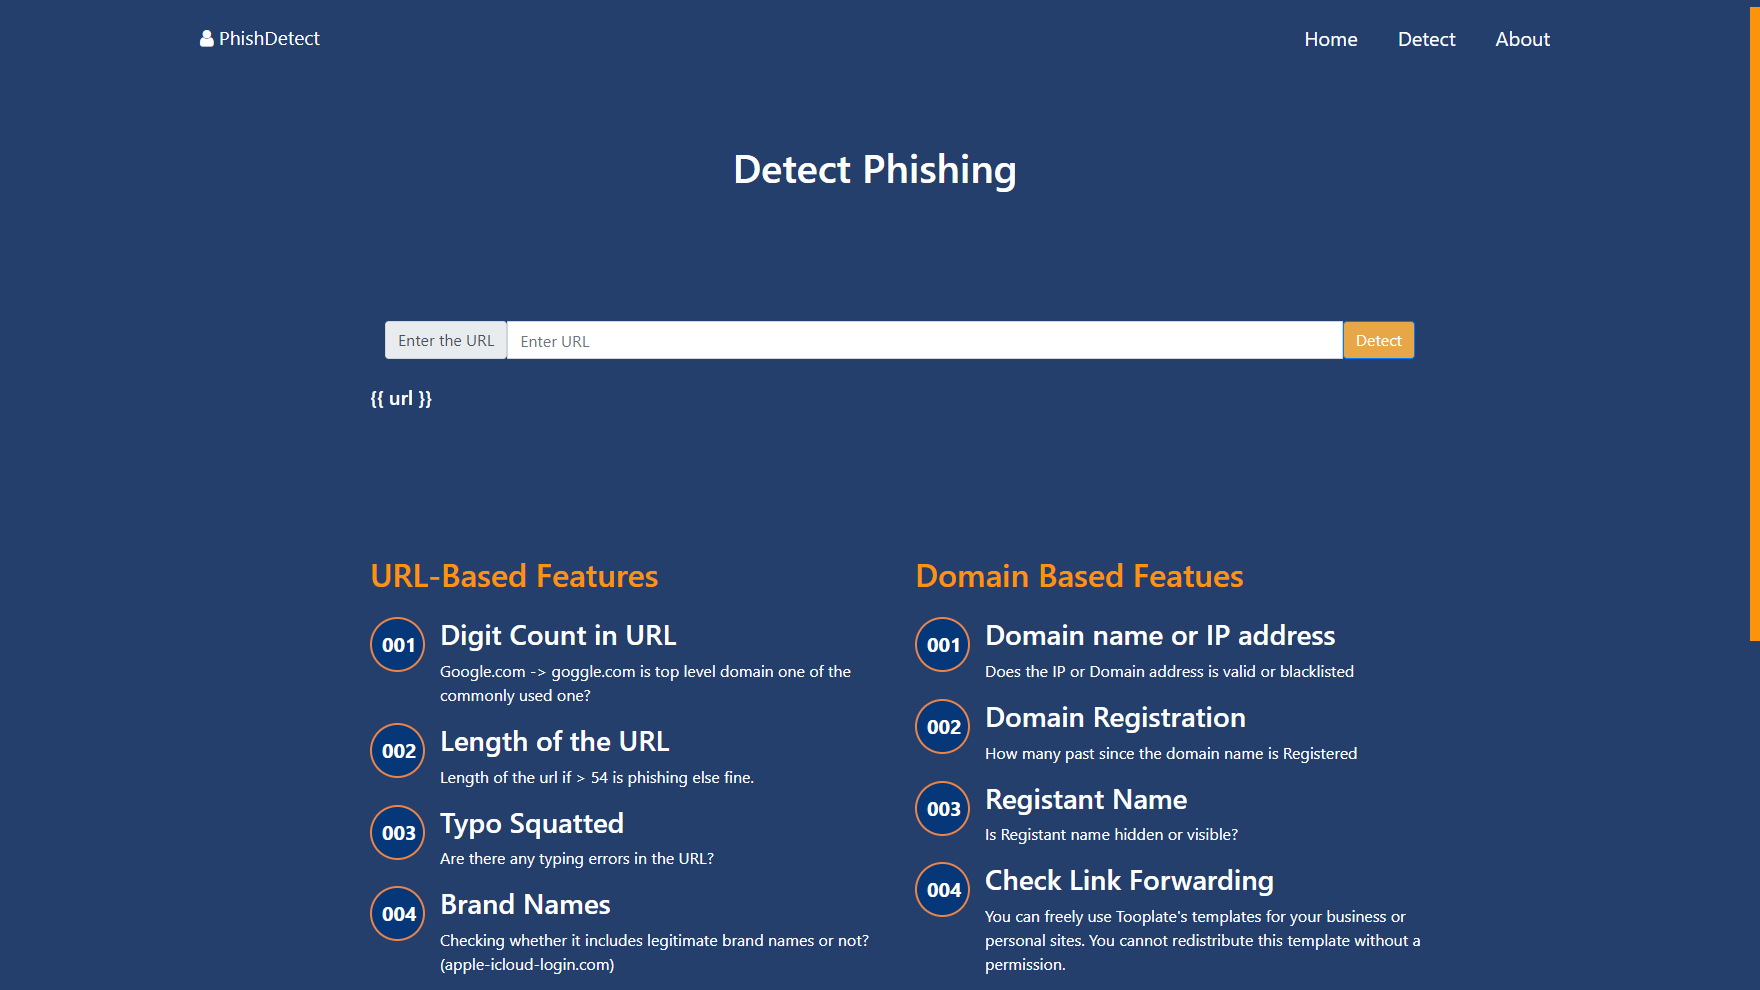 PhishDetect
Home Detect About
Detect Phishing
Enter the URL Enter URL Detect
{{ url }}
URL-Based Features
001 Digit Count in URL
Google.com -> goggle.com is top level domain one of the
commonly used one?
002 Length of the URL
Length of the url if > 54 is phishing else fine.
003 Typo Squatted
Are there any typing errors in the URL?
004 Brand Names
Checking whether it includes legitimate brand names or not?
(apple-icloud-login.com)
Domain Based Featues
001 Domain name or IP address
Does the IP or Domain address is valid or blacklisted
002 Domain Registration
How many past since the domain name is Registered
003 Registant Name
Is Registant name hidden or visible?
004 Check Link Forwarding
You can freely use Tooplate's templates for your business or
personal sites. You cannot redistribute this template without a
permission.